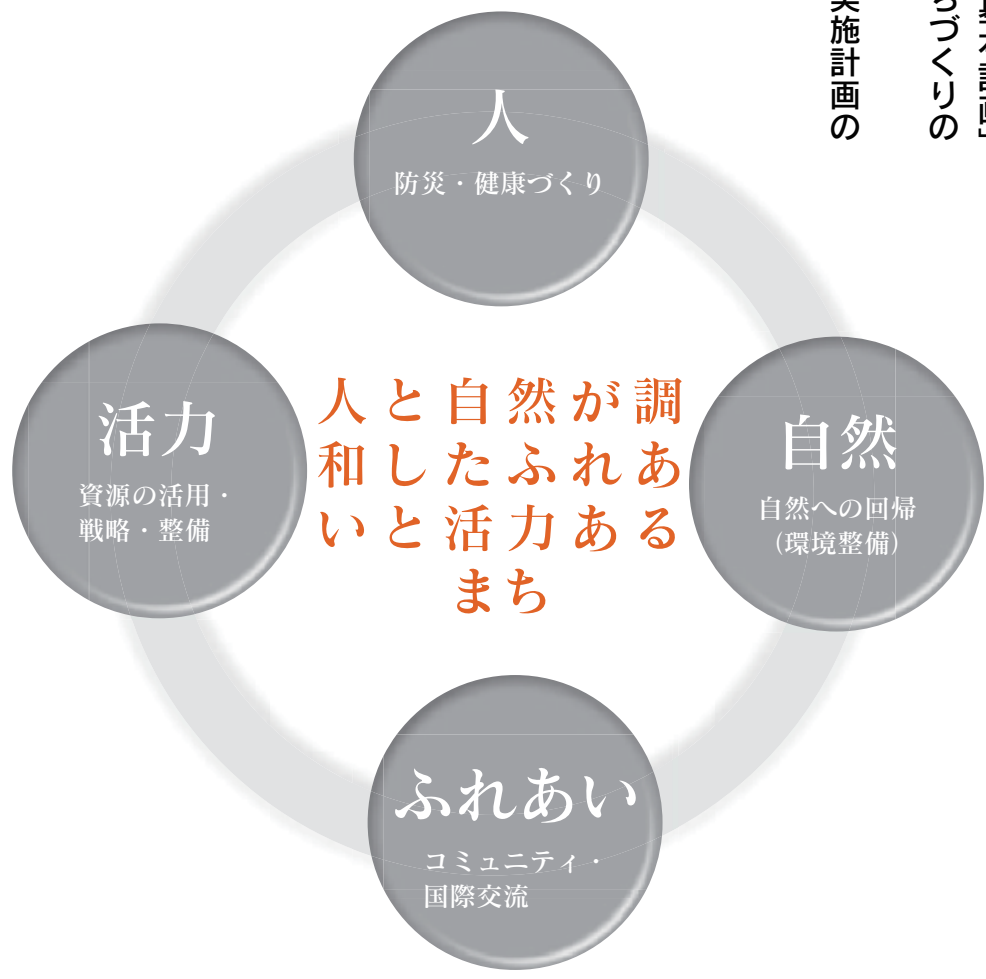 らづくりの
実施計画の
人
防災・健康づくり
活力
資源の活用・
戦略・整備
人と自然が調
和したふれあ
いと活力ある
まち
自然
自然への回帰
（環境整備）
ふれあい
コミュニティ・
国際交流